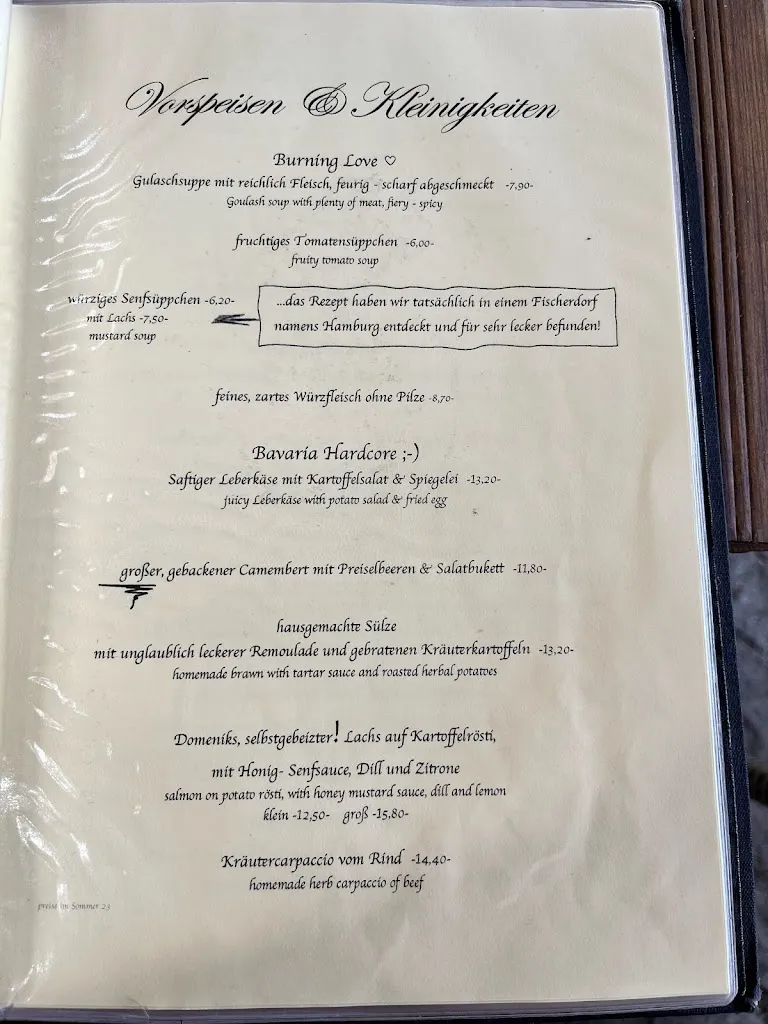 Vorspeisen & Kleinigkeiten
Burning Love ♡
Gulaschsuppe mit reichlich Fleisch, feurig - scharf abgeschmeckt -7,90-
Goulash soup with plenty of meat, fiery - spicy
fruchtiges Tomatensüppchen -6,00-
fruity tomato soup
würziges Senfsüppchen -6,20-
mit Lachs -7,50-
mustard soup
...das Rezept haben wir tatsächlich in einem Fischerdorf
namens Hamburg entdeckt und für sehr lecker befunden!
feines, zartes Würzfleisch ohne Pilze -8,70-
Bavaria Hardcore ;-)
Saftiger Leberkäse mit Kartoffelsalat & Spiegelei -13,20-
juicy Leberkäse with potato salad & fried egg
großer, gebackener Camembert mit Preiselbeeren & Salatbukett -11,80-
hausgemachte Sülze
mit unglaublich leckerer Remoulade und gebratenen Kräuterkartoffeln -13,20-
homemade brawn with tartar sauce and roasted herbal potatoes
Domeniks, selbstgebeizter! Lachs auf Kartoffelrösti,
mit Honig- Senfsauce, Dill und Zitrone
salmon on potato rösti, with honey mustard sauce, dill and lemon
klein -12,50- groß -15,80-
Kräutercarpaccio vom Rind -14,40-
homemade herb carpaccio of beef
preise im Sommer 23